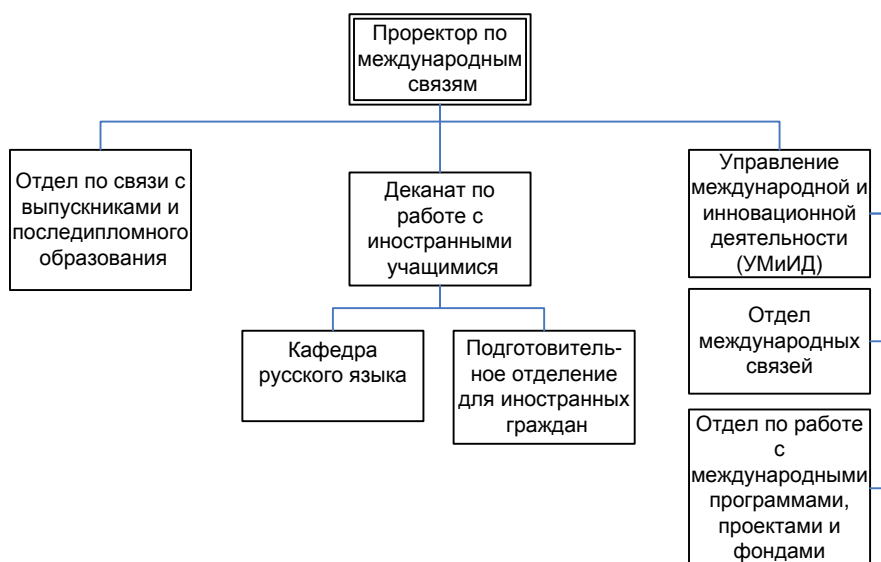 Проректор по
международным
связям
Отдел по связи с
выпускниками и
последипломного
образования
Деканат по
работе с
иностранными
учащимися
Управление
международной и
инновационной
деятельности
(УМиИД)
Кафедра
русского языка
Подготовитель-
ное отделение
для иностранных
граждан
Отдел
международных
связей
Отдел по работе
с
международными
программами,
проектами и
фондами